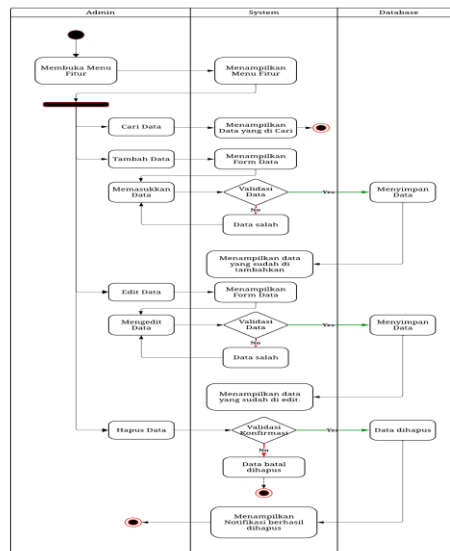 Admin
System
Database
Membuka Menu
Fitur
Menampilkan
Menu Fitur
Cari Data
Menampilkan
Data yang di Cari
Tambah Data
Menampilkan
Form Data
Memasukkan
Data
Validasi
Data
Yes
Menyimpan
Data
No
Data salah
Menampilkan data
yang sudah di
tambahkan
Edit Data
Menampilkan
Form Data
Mengedit
Data
Validasi
Data
Yes
Menyimpan
Data
No
Data salah
Menampilkan data
yang sudah di edit.
Hapus Data
Validasi
Konfirmasi
Yes
Data dihapus
No
Data batal
dihapus
Menampilkan
Notifikasi berhasil
dihapus